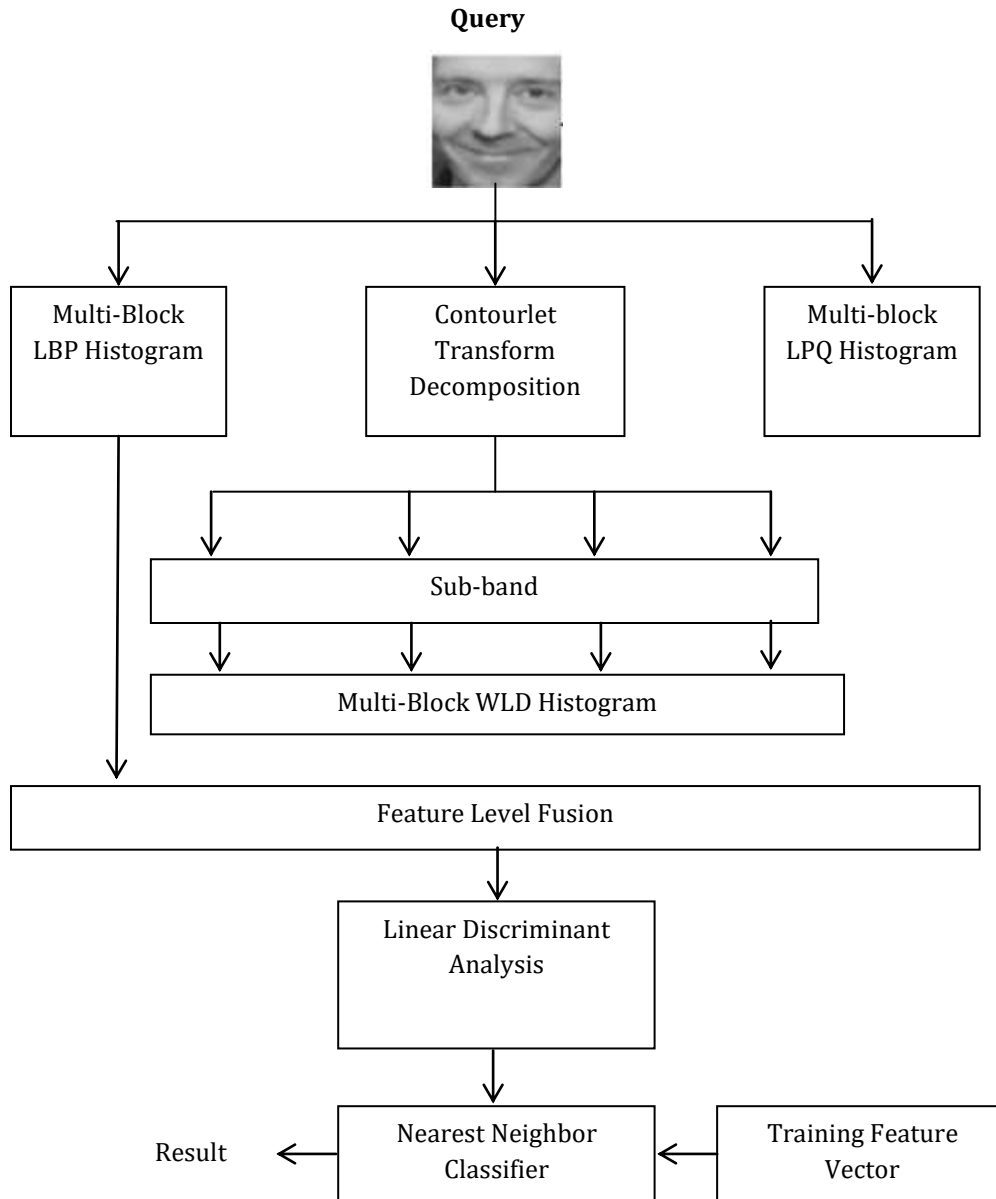 Query
Multi-Block
LBP Histogram
Contourlet
Transform
Decomposition
Multi-block
LPQ Histogram
Sub-band
Multi-Block WLD Histogram
Feature Level Fusion
Linear Discriminant
Analysis
Nearest Neighbor
Classifier
Training Feature
Vector
Result